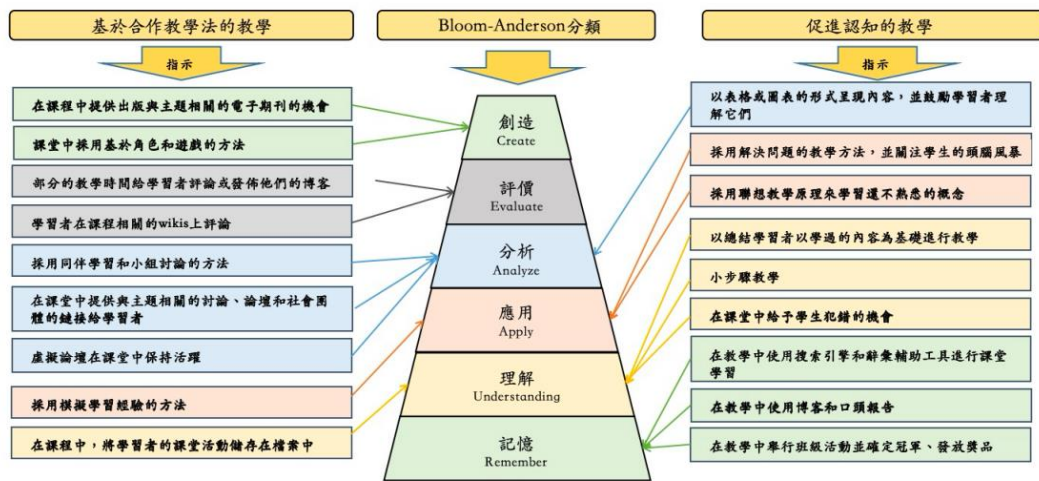 基於合作教學法的教學
指示
在課程中提供出版與主題相關的電子期刊的機會
課堂中採用基於角色和遊戲的方法
部分的教學時間給學習者評論或發佈他們的博客
學習者在課程相關的wikis上評論
採用同伴學習和小組討論的方法
在課堂中提供與主題相關的討論、論壇和社會團
體的鏈接給學習者
虛擬論壇在課堂中保持活躍
採用模擬學習經驗的方法
在課程中，將學習者的課堂活動儲存在檔案中
Bloom-Anderson分類
創造
Create
評價
Evaluate
分析
Analyze
應用
Apply
理解
Understanding
記憶
Remember
促進認知的教學
指示
以表格或圖表的形式呈現內容，並鼓勵學習者理
解它們
採用解決問題的教學方法，並關注學生的頭腦風暴
採用聯想教學原理來學習還不熟悉的概念
以總結學習者以學過的內容為基礎進行教學
小步驟教學
在課堂中給予學生犯錯的機會
在教學中使用搜索引擎和辭彙輔助工具進行課堂
學習
在教學中使用博客和口頭報告
在教學中舉行班級活動並確定冠軍、發放獎品